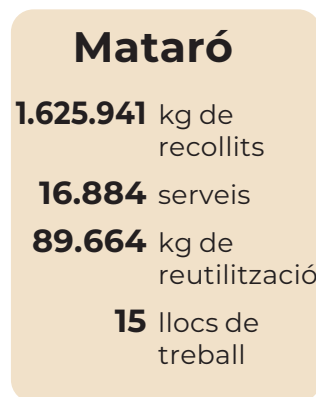 Mataró
1.625.941 kg de
recollits
16.884 serveis
89.664 kg de
reutilització
15 llocs de
treball